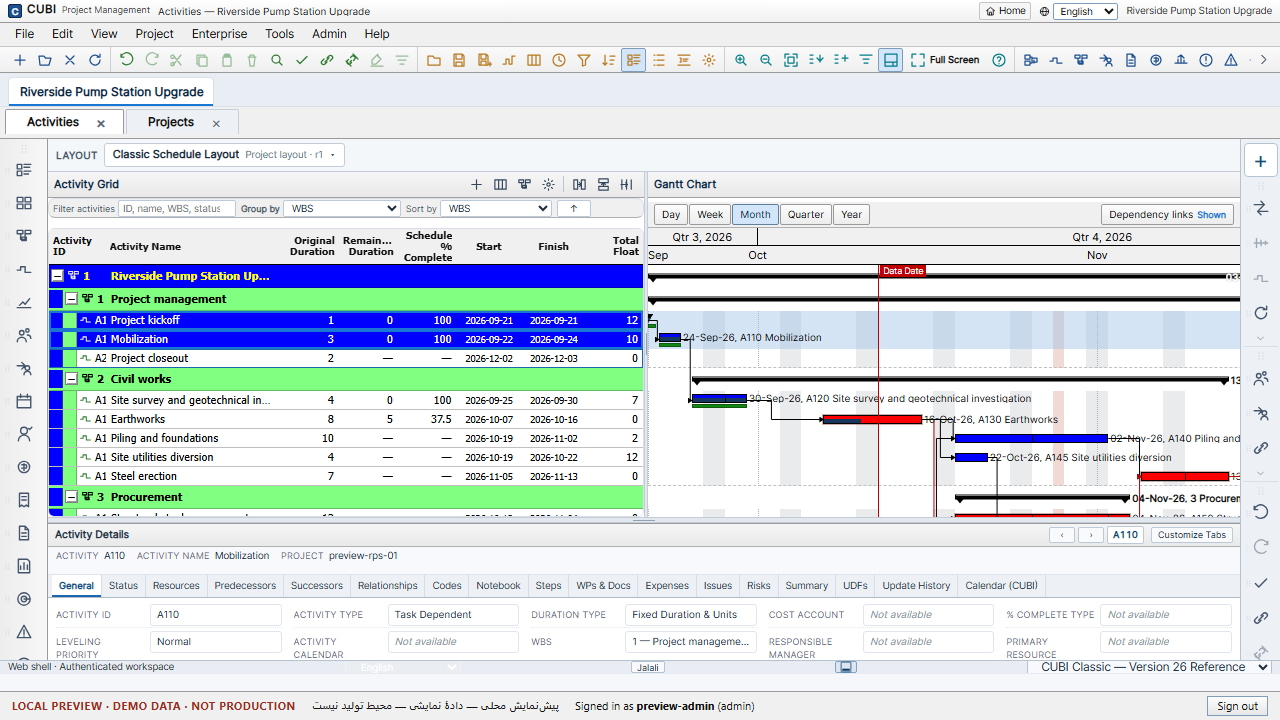 CUBI Project Management Activities — Riverside Pump Station Upgrade Home English Riverside Pump Station Upgrade
File Edit View Project Enterprise Tools Admin Help
Full Screen
Riverside Pump Station Upgrade
Activities Projects
LAYOUT Classic Schedule Layout Project layout · r1
Activity Grid
Gantt Chart
Filter activities ID, name, WBS, status Group by WBS Sort by WBS
Day Week Month Quarter Year Dependency links Shown
Activity ID Activity Name Original Duration Remain... Duration Schedule % Complete Start Finish Total Float
Qtr 3, 2026 Qtr 4, 2026
Sep Oct Nov
Data Date
1 Riverside Pump Station Up...
1 Project management
A1 Project kickoff 1 0 100 2026-09-21 2026-09-21 12
A1 Mobilization 3 0 100 2026-09-22 2026-09-24 10
24-Sep-26, A110 Mobilization
A2 Project closeout 2 — — 2026-12-02 2026-12-03 0
2 Civil works
A1 Site survey and geotechnical in... 4 0 100 2026-09-25 2026-09-30 7
30-Sep-26, A120 Site survey and geotechnical investigation
A1 Earthworks 8 5 37.5 2026-10-07 2026-10-16 0
16-Oct-26, A130 Earthworks
A1 Piling and foundations 10 — — 2026-10-19 2026-11-02 2
02-Nov-26, A140 Piling and
A1 Site utilities diversion 4 — — 2026-10-19 2026-10-22 12
22-Oct-26, A145 Site utilities diversion
A1 Steel erection 7 — — 2026-11-05 2026-11-13 0
3 Procurement
04-Nov-26, 3 Procurer
Activity Details A110 Customize Tabs
ACTIVITY A110 ACTIVITY NAME Mobilization PROJECT preview-rps-01
General Status Resources Predecessors Successors Relationships Codes Notebook Steps WPs & Docs Expenses Issues Risks Summary UDFs Update History Calendar (CUBI)
ACTIVITY ID A110 ACTIVITY TYPE Task Dependent DURATION TYPE Fixed Duration & Units COST ACCOUNT Not available % COMPLETE TYPE Not available
LEVELING PRIORITY Normal ACTIVITY CALENDAR Not available WBS 1 — Project manageme... RESPONSIBLE MANAGER Not available PRIMARY RESOURCE Not available
Web shell · Authenticated workspace English Jalali CUBI Classic — Version 26 Reference
LOCAL PREVIEW · DEMO DATA · NOT PRODUCTION پیش‌نمایش محلی — دادهٔ نمایشی — محیط تولید نیست Signed in as preview-admin (admin) Sign out